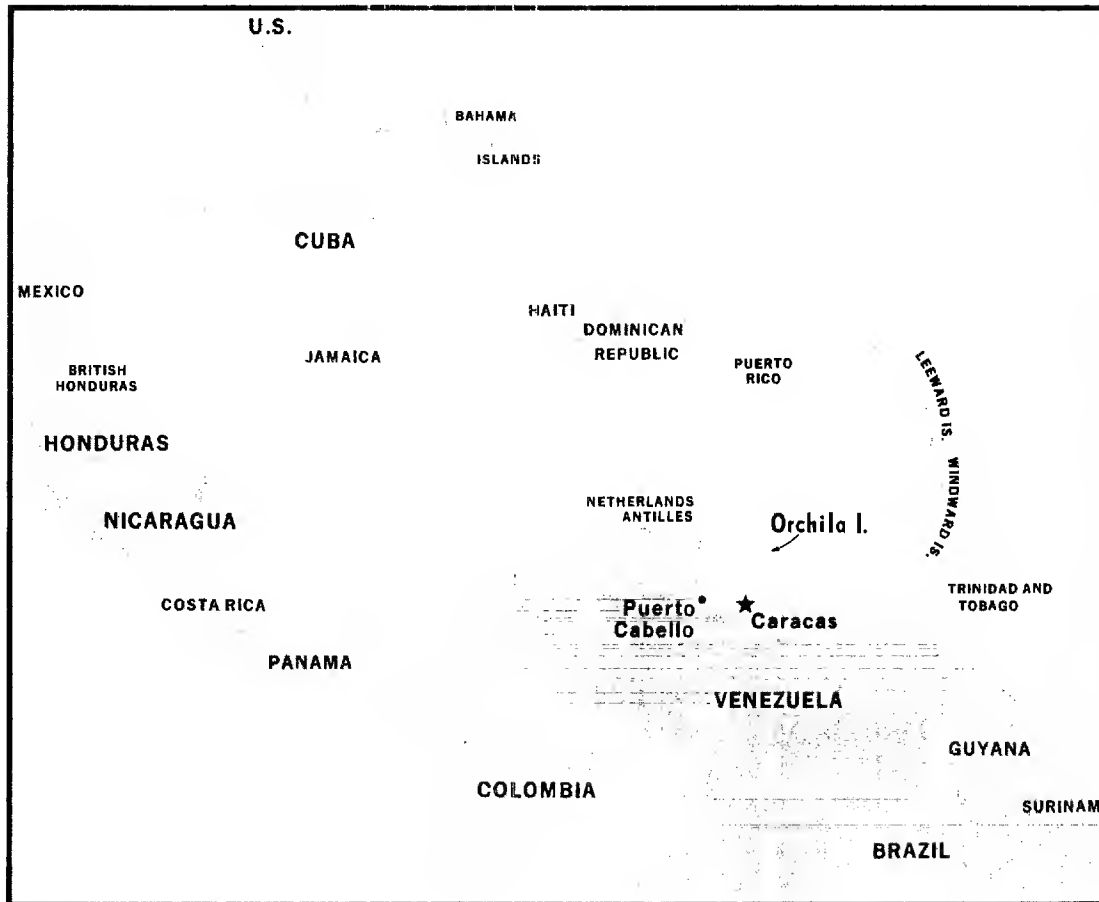 U.S.
BAHAMA
ISLANDS
CUBA
MEXICO
HAITI
DOMINICAN
REPUBLIC
JAMAICA
PUERTO
RICO
BRITISH
HONDURAS
LEEWARD IS.
HONDURAS
WINDWARD IS.
NETHERLANDS
ANTILLES
NICARAGUA
Orchila I.
COSTA RICA
Puerto
Cabello
Caracas
TRINIDAD AND
TOBAGO
PANAMA
VENEZUELA
GUYANA
COLOMBIA
SURINAM
BRAZIL